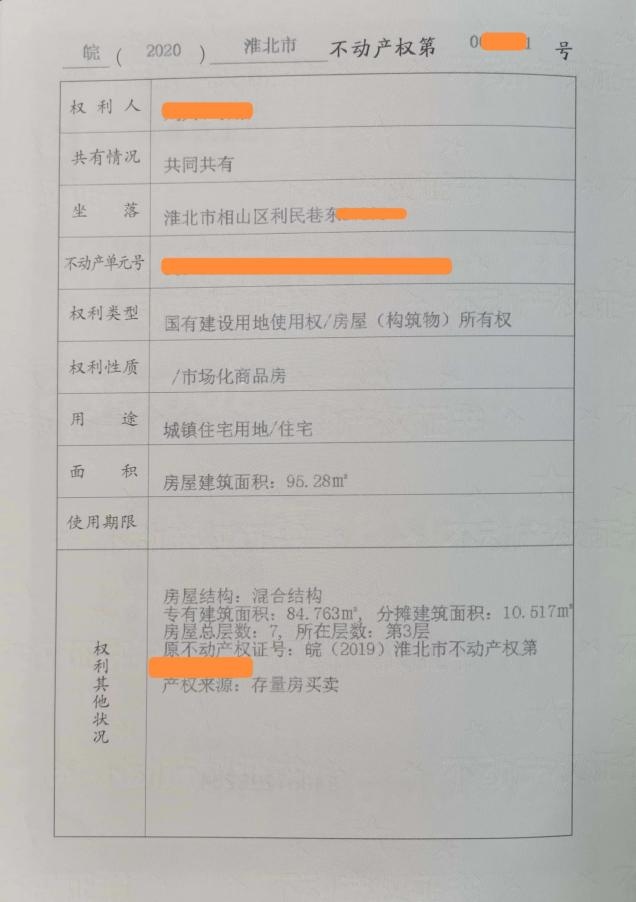 皖 ( 2020 ) 淮北市 不动产权第 0 1 号
权利人
共有情况 共同共有
坐落 淮北市相山区利民巷东
不动产单元号
权利类型 国有建设用地使用权/房屋（构筑物）所有权
权利性质 /市场化商品房
用途 城镇住宅用地/住宅
面积 房屋建筑面积：95.28㎡
使用期限
权利其他状况
房屋结构：混合结构
专有建筑面积：84.763㎡，分摊建筑面积：10.517㎡
房屋总层数：7，所在层数：第3层
原不动产权证号：皖（2019）淮北市不动产权第
产权来源：存量房买卖